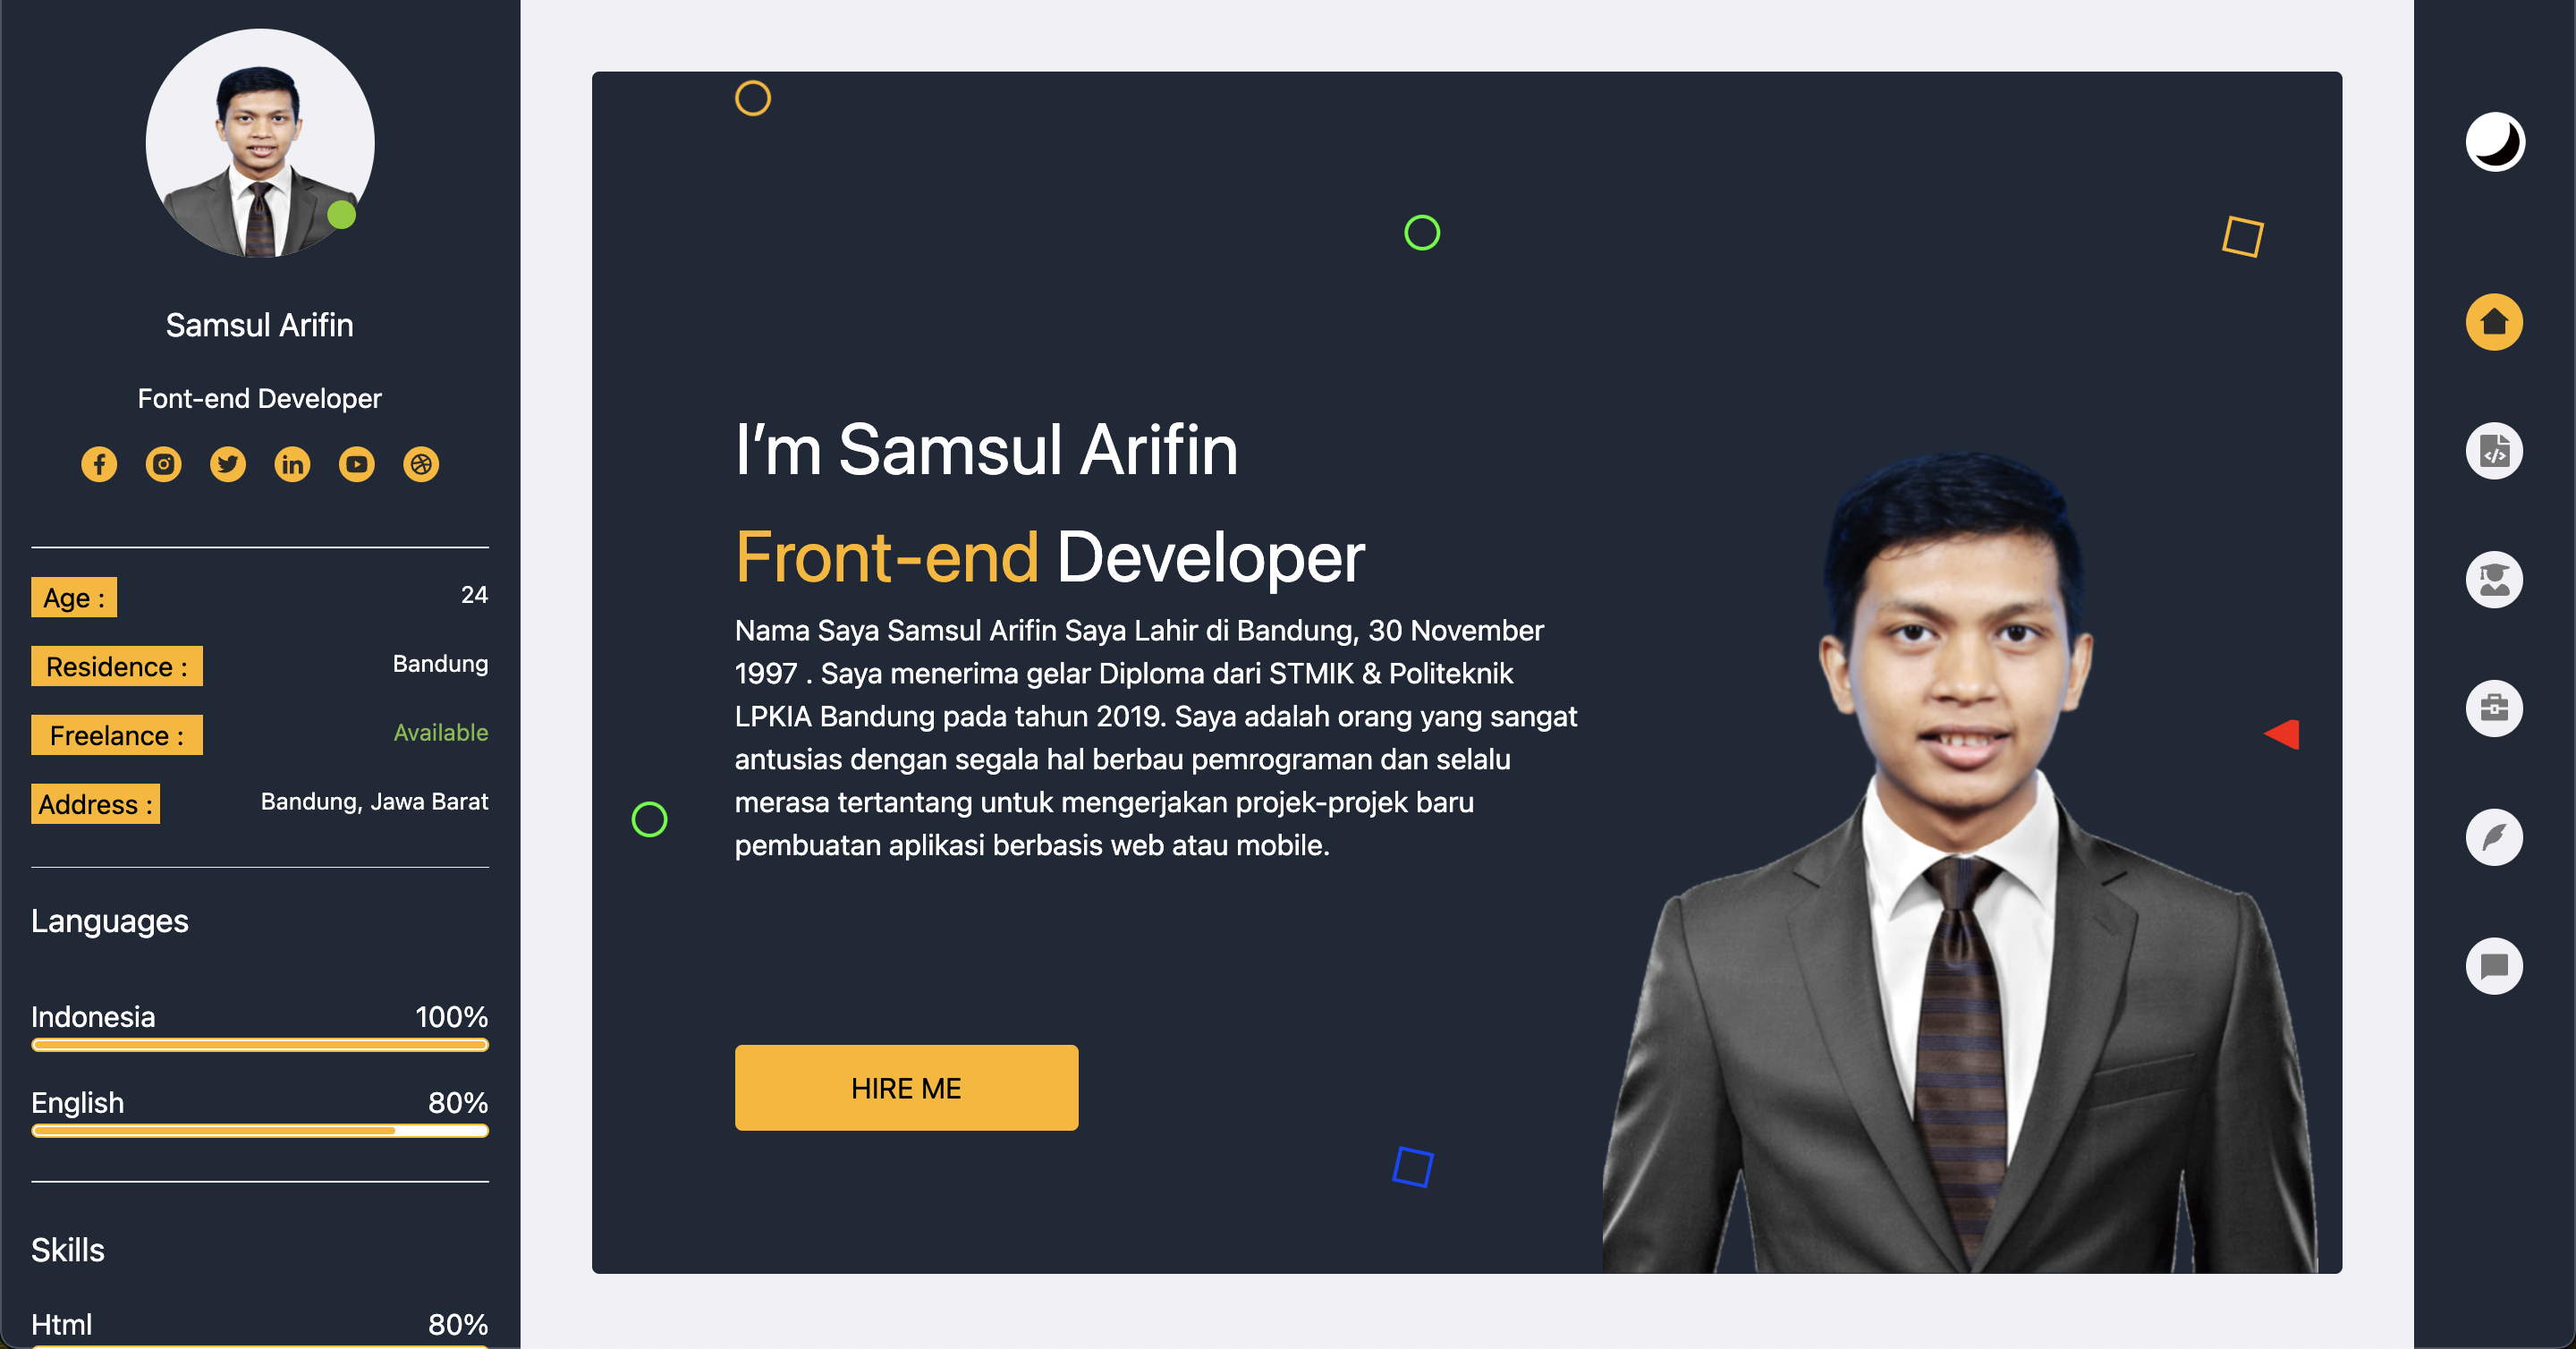 Samsul Arifin
Font-end Developer
Age :
24
Residence :
Bandung
Freelance :
Available
Address :
Bandung, Jawa Barat
Languages
Indonesia
100%
English
80%
Skills
Html
80%
I’m Samsul Arifin
Front-end Developer
Nama Saya Samsul Arifin Saya Lahir di Bandung, 30 November
1997 . Saya menerima gelar Diploma dari STMIK & Politeknik
LPKIA Bandung pada tahun 2019. Saya adalah orang yang sangat
antusias dengan segala hal berbau pemrograman dan selalu
merasa tertantang untuk mengerjakan projek-projek baru
pembuatan aplikasi berbasis web atau mobile.
HIRE ME